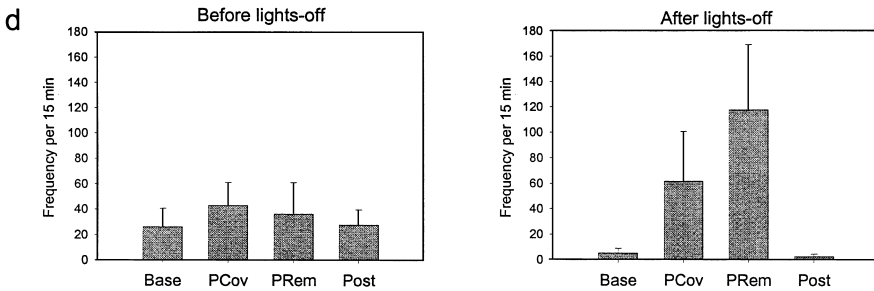 d
Before lights-off
Frequency per 15 min
180
160
140
120
100
80
60
40
20
0
Base PCov PRem Post
After lights-off
Frequency per 15 min
180
160
140
120
100
80
60
40
20
0
Base PCov PRem Post